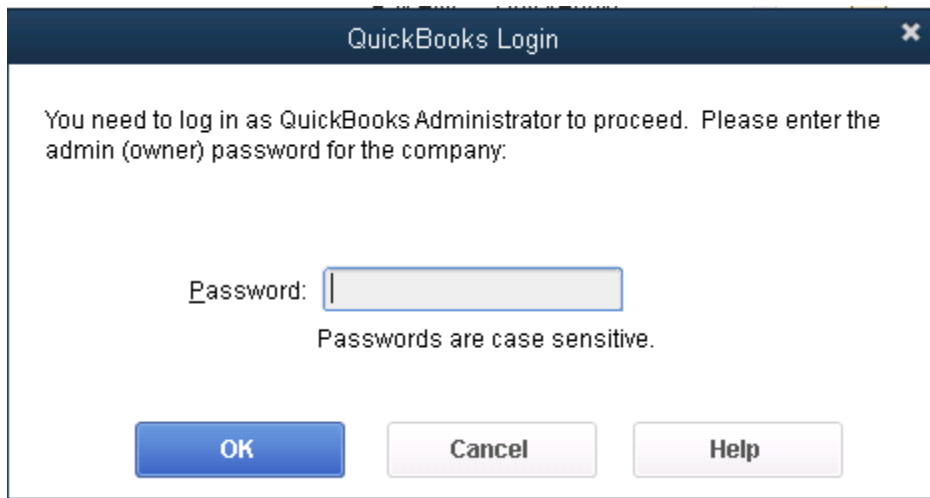 QuickBooks Login
You need to log in as QuickBooks Administrator to proceed. Please enter the
admin (owner) password for the company:
Password:
Passwords are case sensitive.
OK Cancel Help